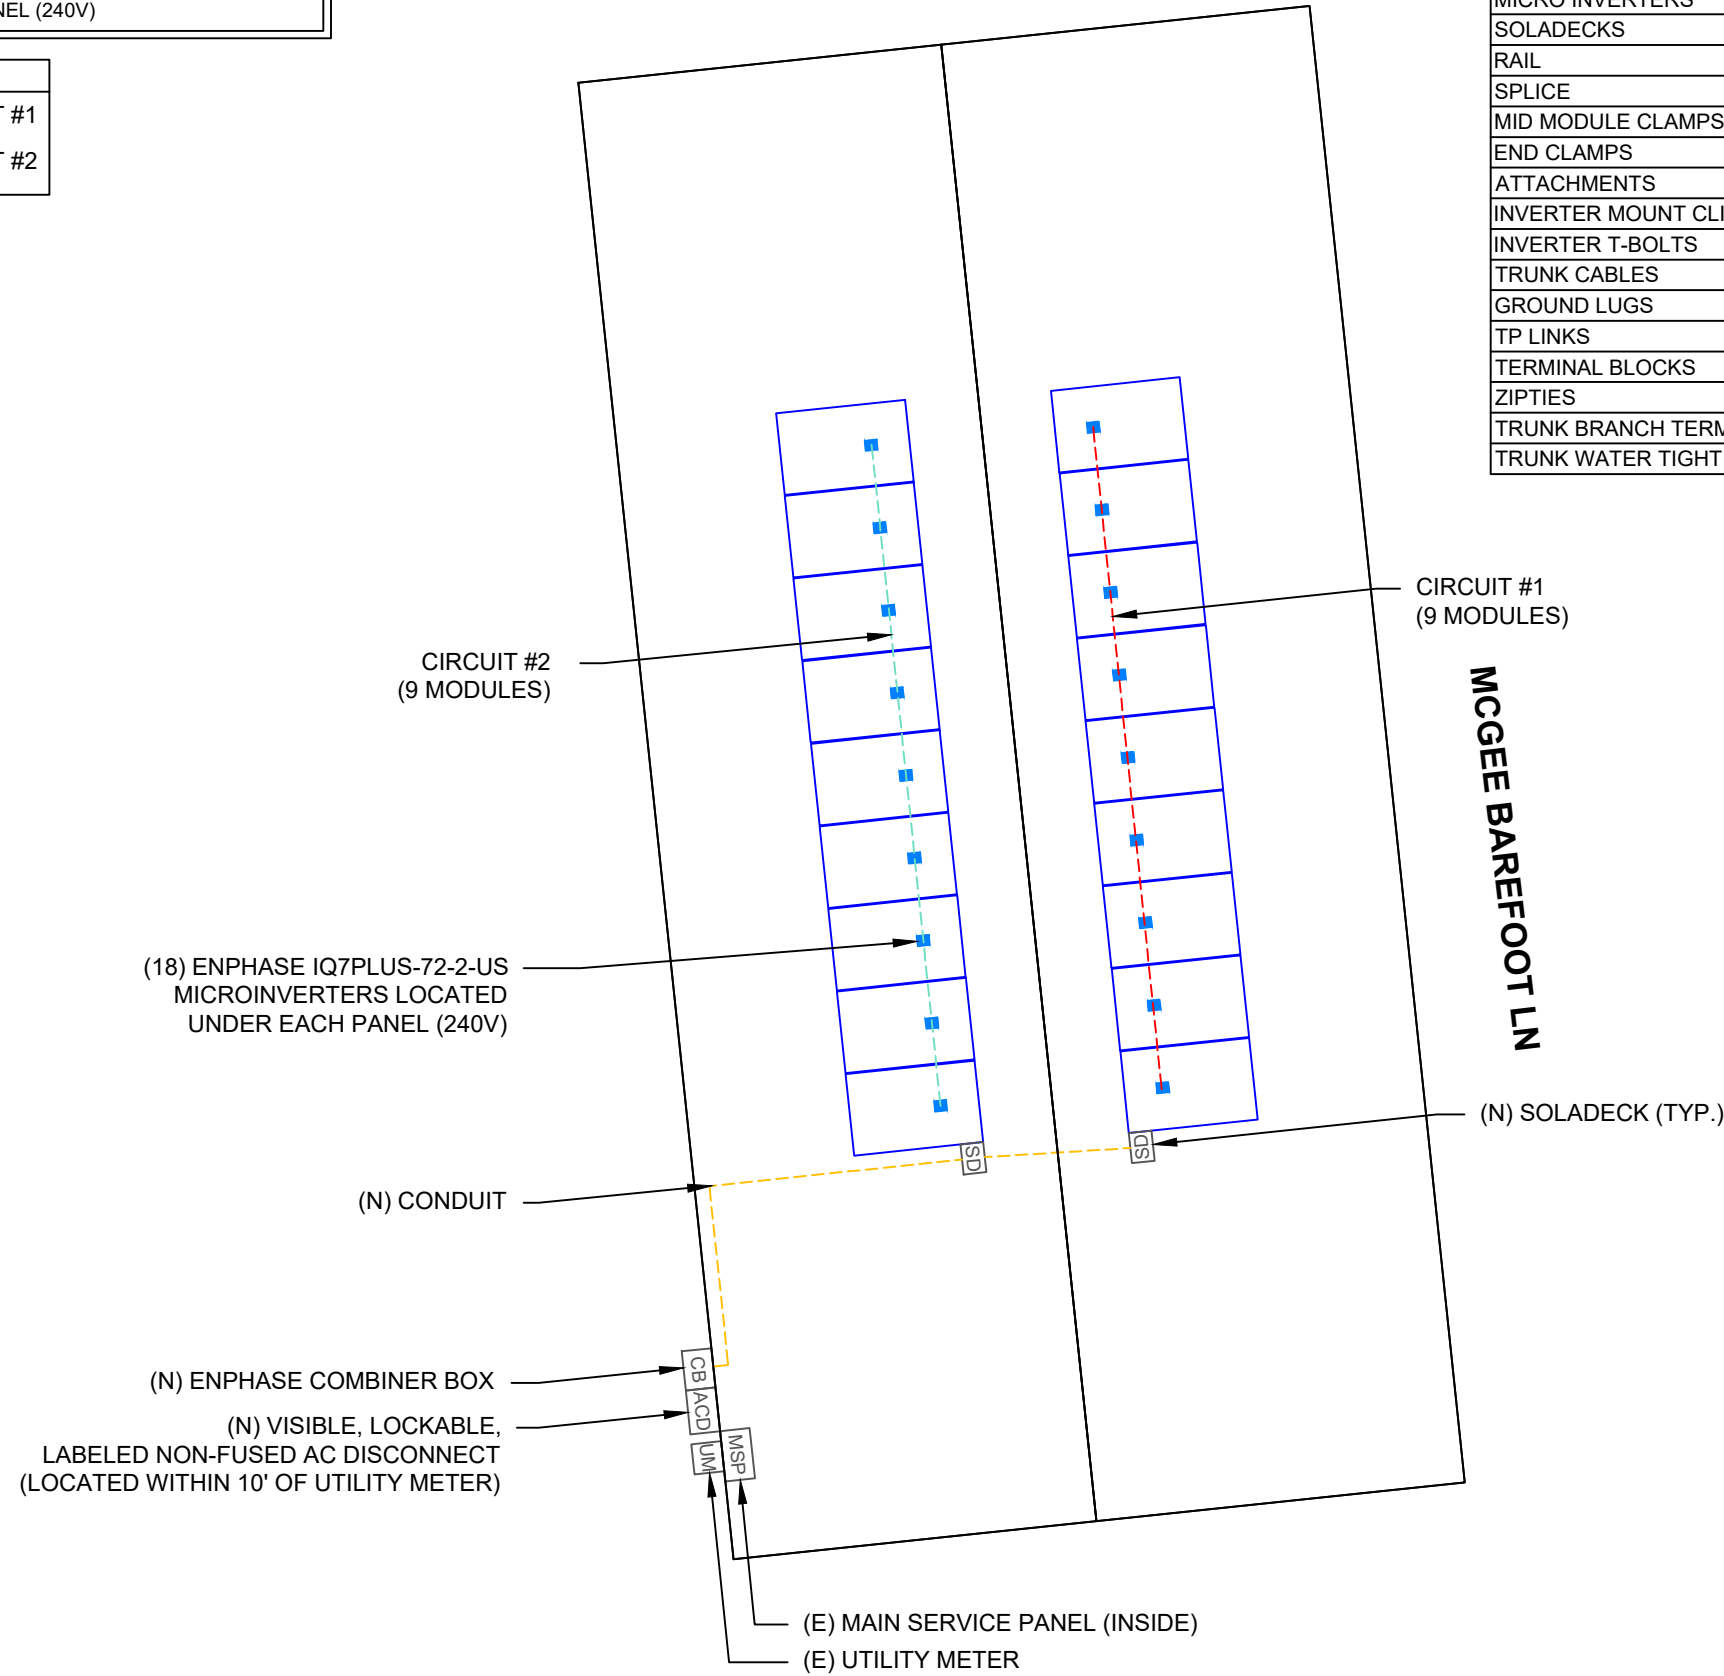 NEL (240V)
#1
#2
MICRO INVERTERS
SOLADECKS
RAIL
SPLICE
MID MODULE CLAMPS
END CLAMPS
ATTACHMENTS
INVERTER MOUNT CLI
INVERTER T-BOLTS
TRUNK CABLES
GROUND LUGS
TP LINKS
TERMINAL BLOCKS
ZIPTIES
TRUNK BRANCH TERM
TRUNK WATER TIGHT
CIRCUIT #1
(9 MODULES)
CIRCUIT #2
(9 MODULES)
MCGEE BAREFOOT LN
(18) ENPHASE IQ7PLUS-72-2-US
MICROINVERTERS LOCATED
UNDER EACH PANEL (240V)
(N) SOLADECK (TYP.)
SD
SD
(N) CONDUIT
(N) ENPHASE COMBINER BOX
CB
ACD
(N) VISIBLE, LOCKABLE,
LABELED NON-FUSED AC DISCONNECT
(LOCATED WITHIN 10' OF UTILITY METER)
UM
MSP
(E) MAIN SERVICE PANEL (INSIDE)
(E) UTILITY METER